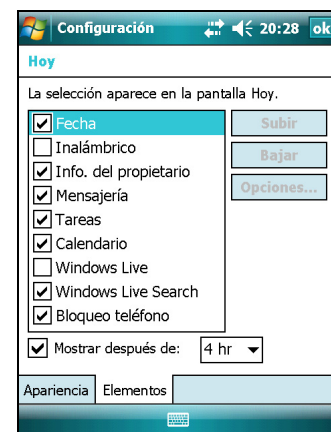 Configuración 20:28 ok
Hoy
La selección aparece en la pantalla Hoy.
Fecha
Inalámbrico
Info. del propietario
Mensajería
Tareas
Calendario
Windows Live
Windows Live Search
Bloqueo teléfono
Subir
Bajar
Opciones...
Mostrar después de: 4 hr
Apariencia Elementos